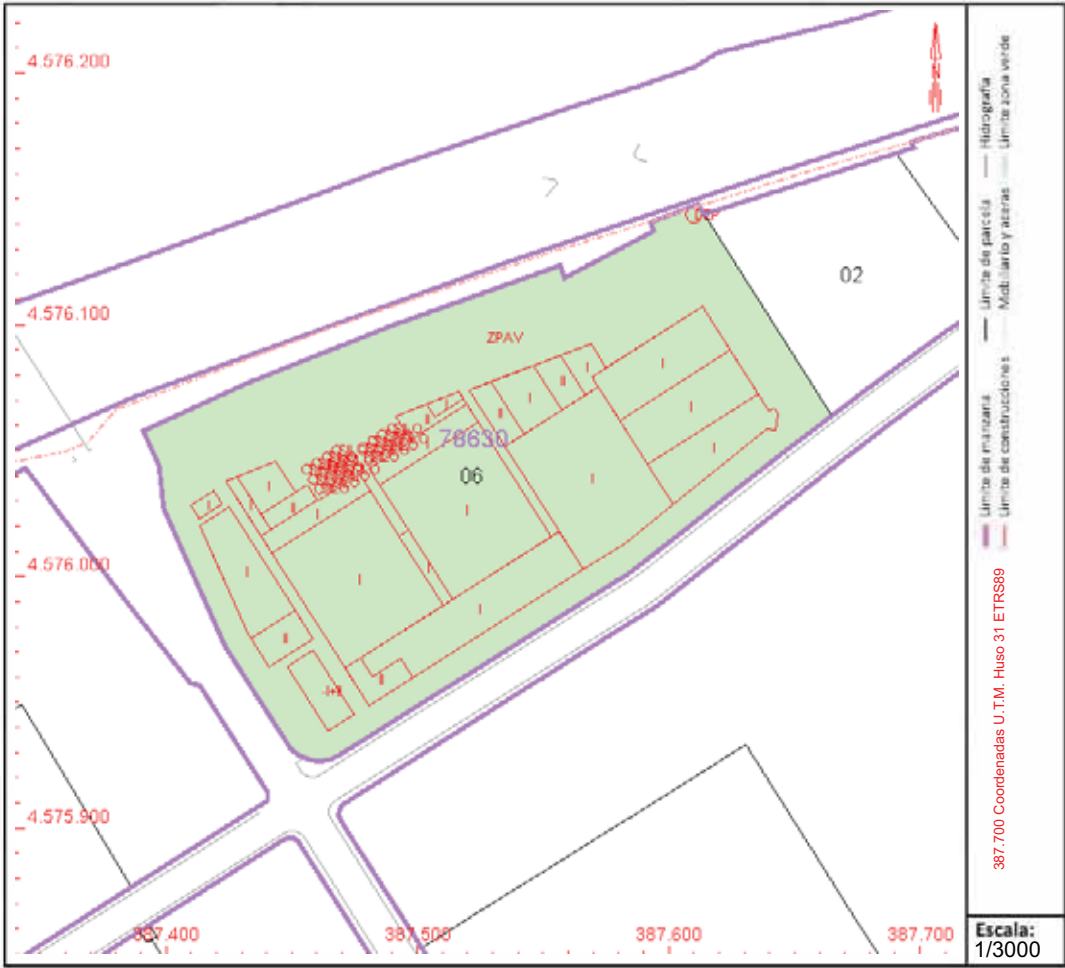 4.576.200
02
4.576.100
ZPAV
78630
06
4.576.000
-I+II
4.575.900
387.400
387.500
387.600
387.700
Límite de manzana
Límite de parcela
Hidrografía
Límite de construcciones
Mobiliario y aceras
Límite zona verde
387.700 Coordenadas U.T.M. Huso 31 ETRS89
Escala:
1/3000